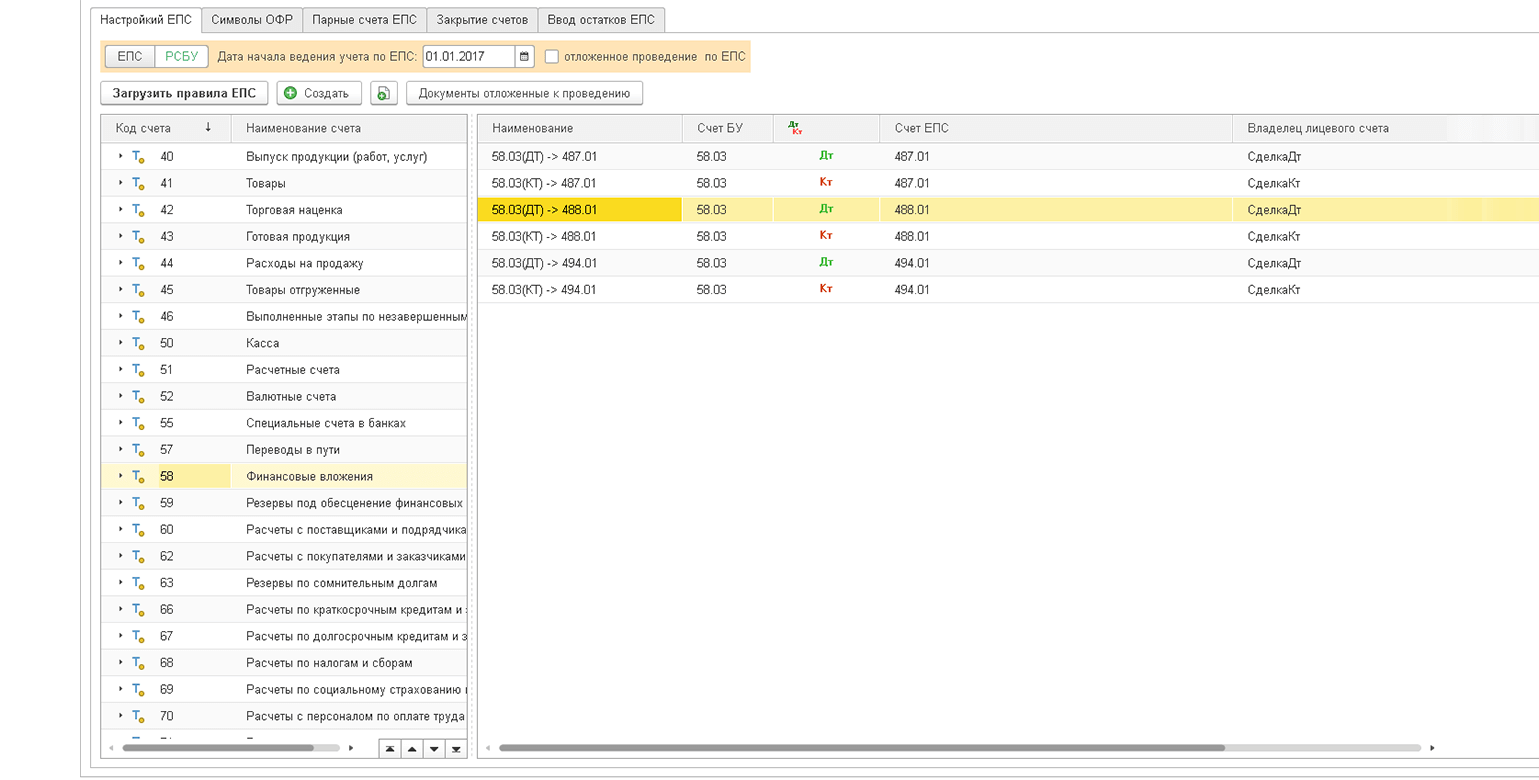 Настройкий ЕПС Символы ОФР Парные счета ЕПС Закрытие счетов Ввод остатков ЕПС
ЕПС РСБУ Дата начала ведения учета по ЕПС: 01.01.2017 отложенное проведение по ЕПС
Загрузить правила ЕПС Создать Документы отложенные к проведению
Код счета ↓ Наименование счета
40 Выпуск продукции (работ, услуг)
41 Товары
42 Торговая наценка
43 Готовая продукция
44 Расходы на продажу
45 Товары отгруженные
46 Выполненные этапы по незавершенным
50 Касса
51 Расчетные счета
52 Валютные счета
55 Специальные счета в банках
57 Переводы в пути
58 Финансовые вложения
59 Резервы под обесценение финансовых
60 Расчеты с поставщиками и подрядчика
62 Расчеты с покупателями и заказчиками
63 Резервы по сомнительным долгам
66 Расчеты по краткосрочным кредитам и
67 Расчеты по долгосрочным кредитам и з
68 Расчеты по налогам и сборам
69 Расчеты по социальному страхованию
70 Расчеты с персоналом по оплате труда
Наименование Счет БУ Дт Кт Счет ЕПС Владелец лицевого счета
58.03(ДТ) -> 487.01 58.03 Дт 487.01 СделкаДт
58.03(КТ) -> 487.01 58.03 Кт 487.01 СделкаКт
58.03(ДТ) -> 488.01 58.03 Дт 488.01 СделкаДт
58.03(КТ) -> 488.01 58.03 Кт 488.01 СделкаКт
58.03(ДТ) -> 494.01 58.03 Дт 494.01 СделкаДт
58.03(КТ) -> 494.01 58.03 Кт 494.01 СделкаКт